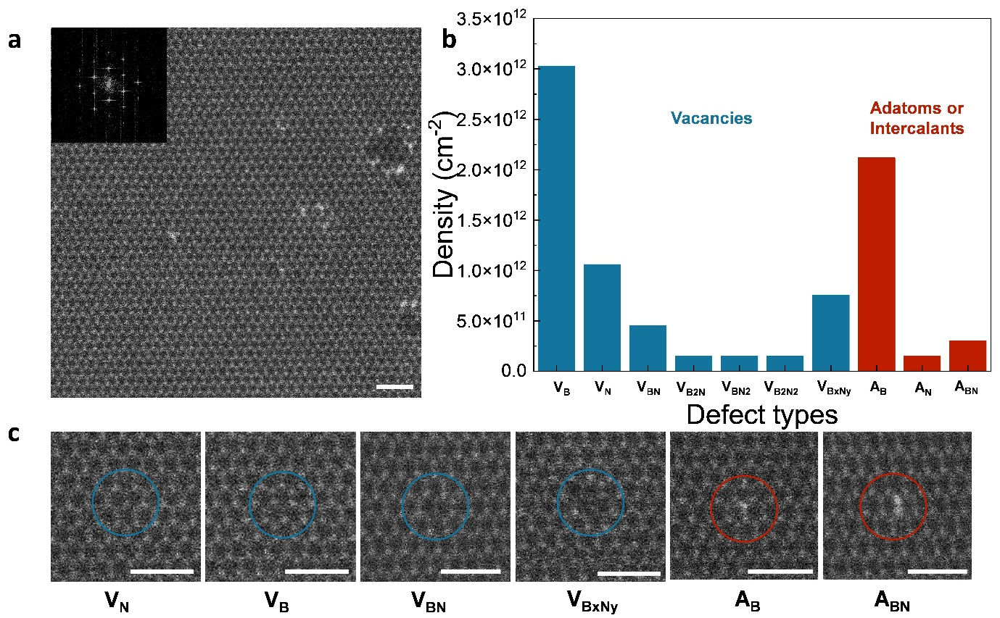 a
b
3.5×10¹²
3.0×10¹²
2.5×10¹²
2.0×10¹²
1.5×10¹²
1.0×10¹²
5.0×10¹¹
0.0
Density (cm⁻²)
Vacancies
Adatoms or
Intercalants
V_B V_N V_BN V_B2N V_BN2 V_B2N2 V_BxNy A_B A_N A_BN
Defect types
c
V_N V_B V_BN V_BxNy A_B A_BN